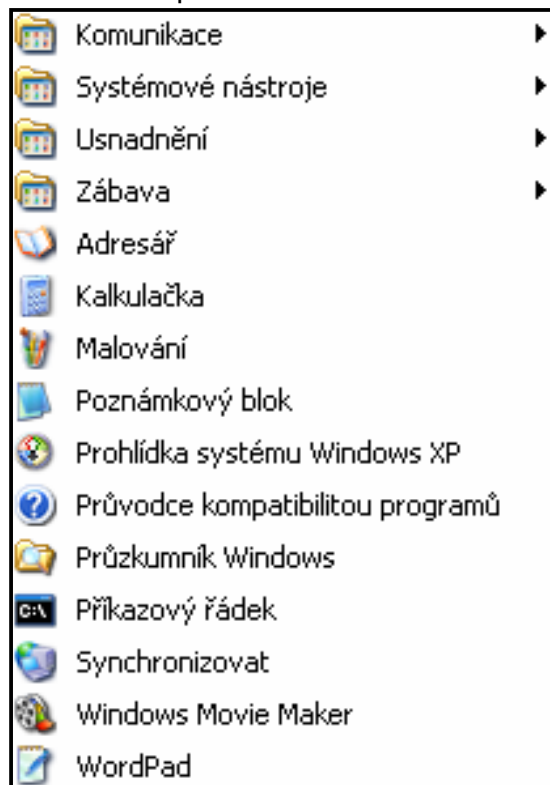 Komunikace
Systémové nástroje
Usnadnění
Zábava
Adresář
Kalkulačka
Malování
Poznámkový blok
Prohlídka systému Windows XP
Průvodce kompatibilitou programů
Průzkumník Windows
Příkazový řádek
Synchronizovat
Windows Movie Maker
WordPad